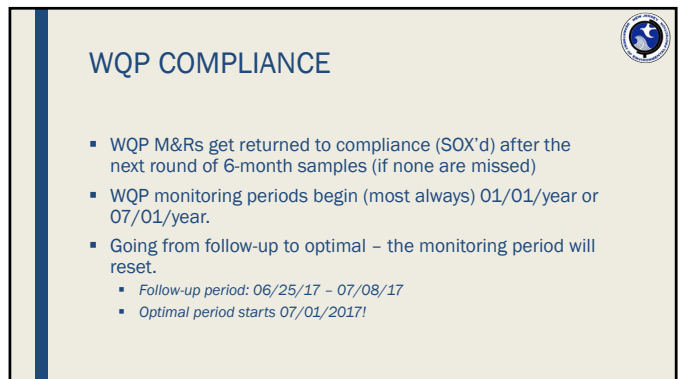 WQP COMPLIANCE
▪ WQP M&Rs get returned to compliance (SOX'd) after the
next round of 6-month samples (if none are missed)
▪ WQP monitoring periods begin (most always) 01/01/year or
07/01/year.
▪ Going from follow-up to optimal – the monitoring period will
reset.
▪ Follow-up period: 06/25/17 – 07/08/17
▪ Optimal period starts 07/01/2017!